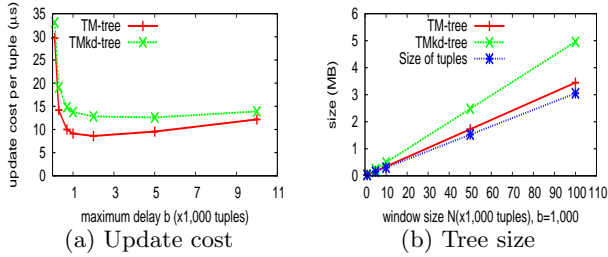 update cost per tuple (µs)
35
30
25
20
15
10
5
0
TM-tree
TMkd-tree
1
3
5
7
9
11
maximum delay b (x1,000 tuples)
(a) Update cost
size (MB)
6
5
4
3
2
1
0
TM-tree
TMkd-tree
Size of tuples
0 10 20 30 40 50 60 70 80 90 100 110
window size N(x1,000 tuples), b=1,000
(b) Tree size